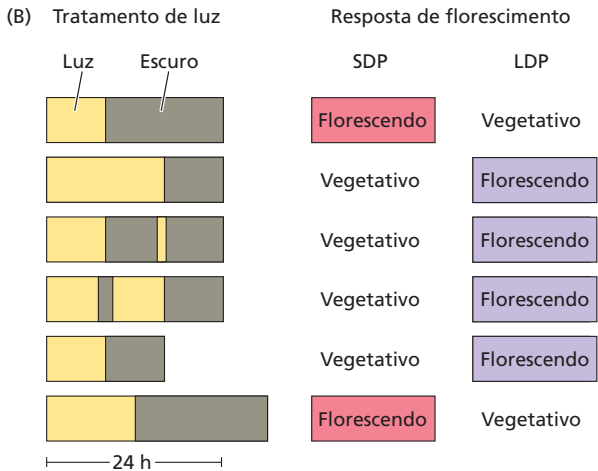 (B) Tratamento de luz Resposta de florescimento
Luz Escuro SDP LDP
Florescendo Vegetativo
Vegetativo Florescendo
Vegetativo Florescendo
Vegetativo Florescendo
Vegetativo Florescendo
Florescendo Vegetativo
24 h